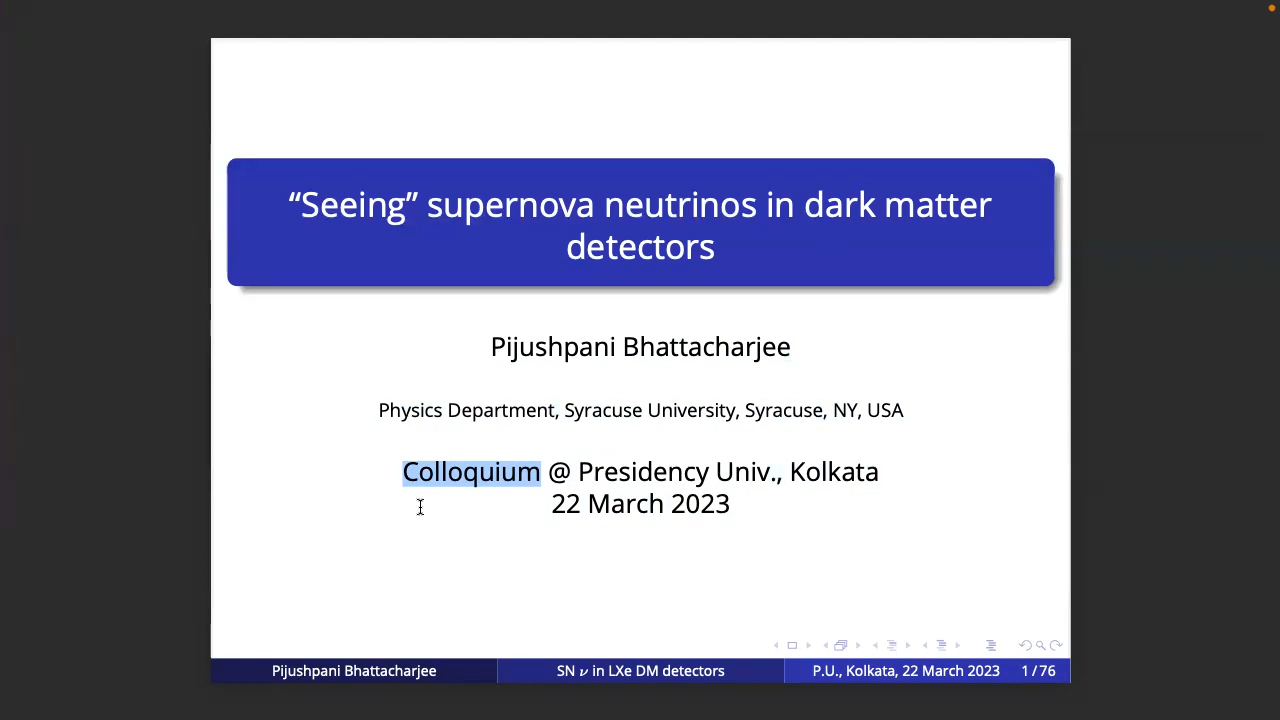 “Seeing” supernova neutrinos in dark matter
detectors
Pijushpani Bhattacharjee
Physics Department, Syracuse University, Syracuse, NY, USA
Colloquium @ Presidency Univ., Kolkata
22 March 2023
Pijushpani Bhattacharjee
SN ν in LXe DM detectors
P.U., Kolkata, 22 March 2023 1 / 76